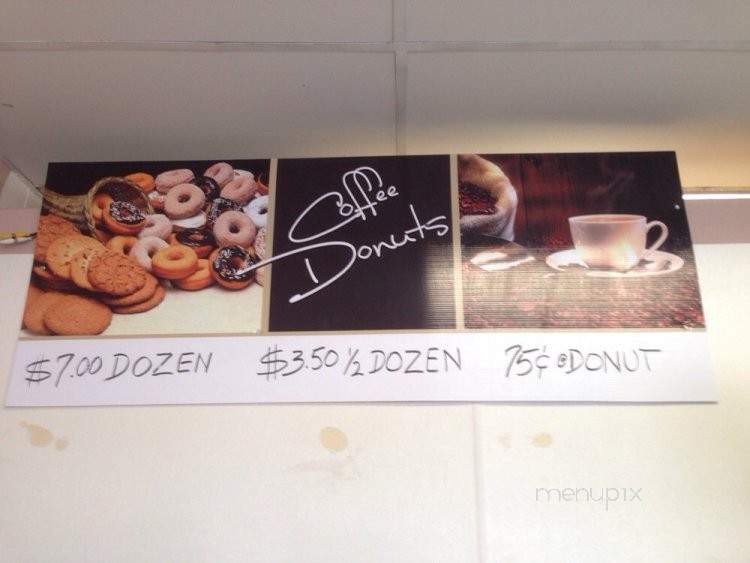 Coffee
Donuts
$7.00 DOZEN $3.50 ½ DOZEN 75¢ @DONUT
menupix